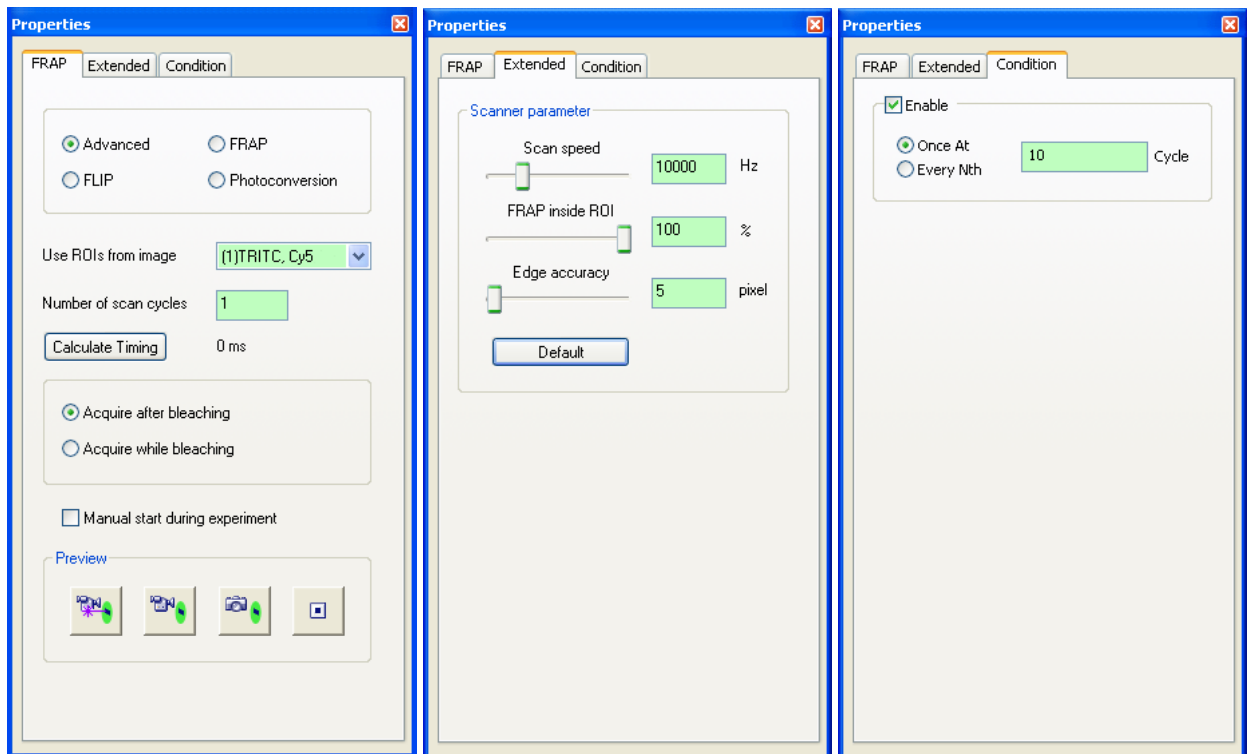 Properties
FRAP Extended Condition
Advanced FRAP
FLIP Photoconversion
Use ROIs from image (1)TRITC, Cy5
Number of scan cycles 1
Calculate Timing 0 ms
Acquire after bleaching
Acquire while bleaching
Manual start during experiment
Preview
Properties
FRAP Extended Condition
Scanner parameter
Scan speed
10000 Hz
FRAP inside ROI
100 %
Edge accuracy
5 pixel
Default
Properties
FRAP Extended Condition
Enable
Once At
10 Cycle
Every Nth